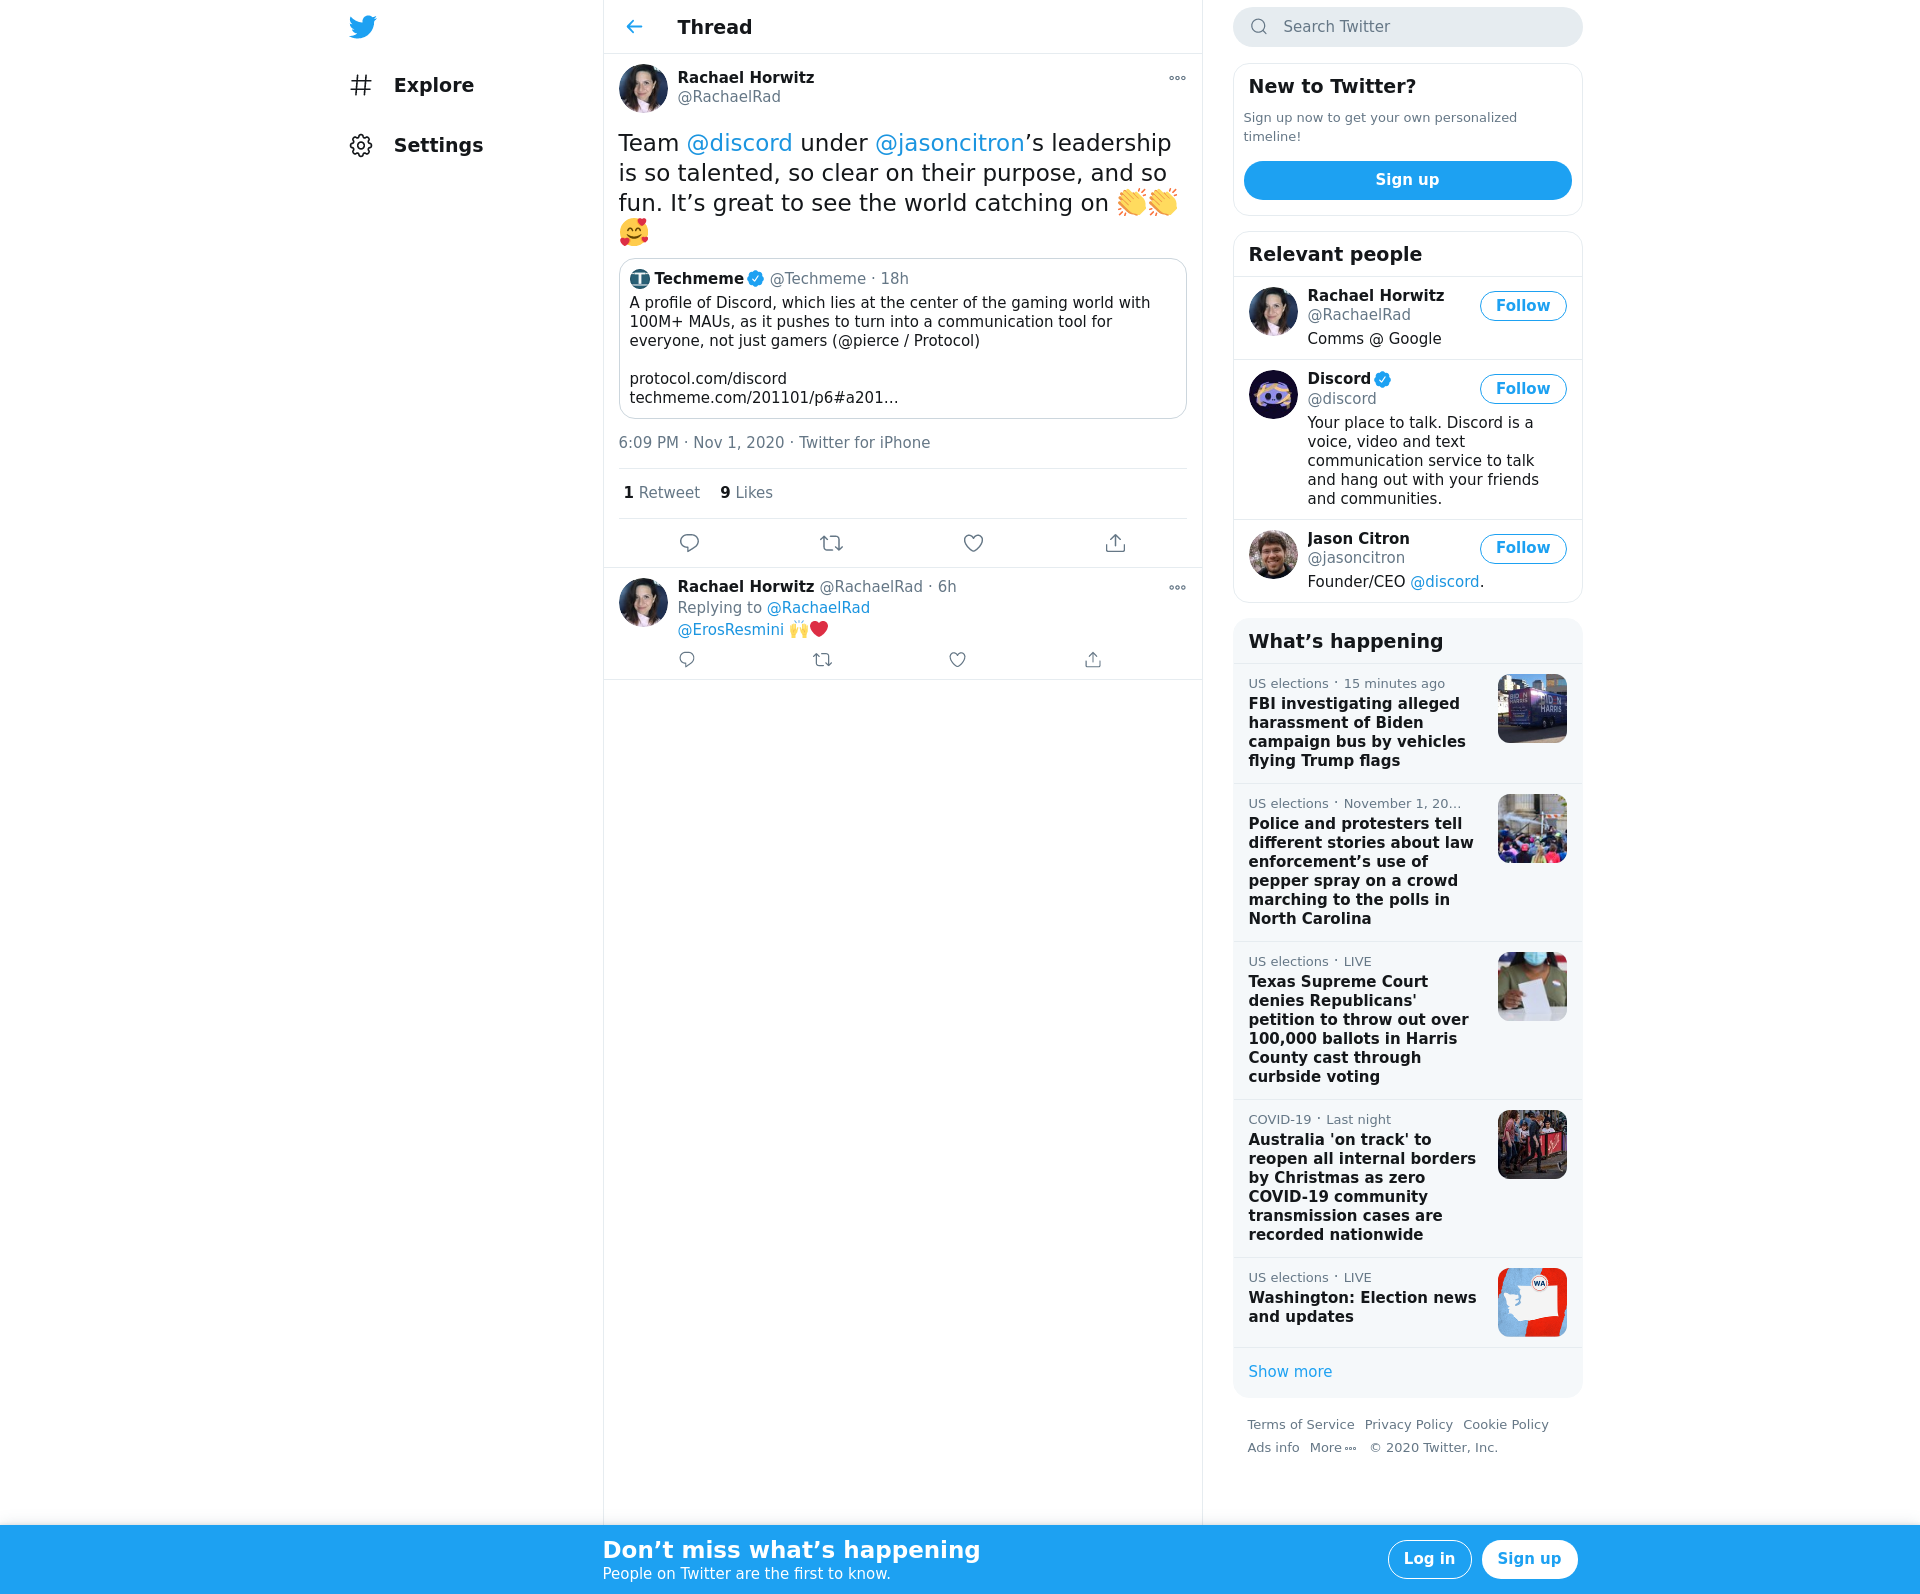 Explore
Settings
Thread
Rachael Horwitz
@RachaelRad
Team @discord under @jasoncitron’s leadership
is so talented, so clear on their purpose, and so
fun. It’s great to see the world catching on 👏👏
🥰
Techmeme @Techmeme · 18h
A profile of Discord, which lies at the center of the gaming world with
100M+ MAUs, as it pushes to turn into a communication tool for
everyone, not just gamers (@pierce / Protocol)
protocol.com/discord
techmeme.com/201101/p6#a201…
6:09 PM · Nov 1, 2020 · Twitter for iPhone
1 Retweet 9 Likes
Rachael Horwitz @RachaelRad · 6h
Replying to @RachaelRad
@ErosResmini 🙌❤️
Search Twitter
New to Twitter?
Sign up now to get your own personalized
timeline!
Sign up
Relevant people
Rachael Horwitz
@RachaelRad
Follow
Comms @ Google
Discord
@discord
Follow
Your place to talk. Discord is a
voice, video and text
communication service to talk
and hang out with your friends
and communities.
Jason Citron
@jasoncitron
Follow
Founder/CEO @discord.
What’s happening
US elections · 15 minutes ago
FBI investigating alleged
harassment of Biden
campaign bus by vehicles
flying Trump flags
US elections · November 1, 20…
Police and protesters tell
different stories about law
enforcement’s use of
pepper spray on a crowd
marching to the polls in
North Carolina
US elections · LIVE
Texas Supreme Court
denies Republicans'
petition to throw out over
100,000 ballots in Harris
County cast through
curbside voting
COVID-19 · Last night
Australia 'on track' to
reopen all internal borders
by Christmas as zero
COVID-19 community
transmission cases are
recorded nationwide
US elections · LIVE
Washington: Election news
and updates
WA
Show more
Terms of Service Privacy Policy Cookie Policy
Ads info More © 2020 Twitter, Inc.
Don’t miss what’s happening
People on Twitter are the first to know.
Log in
Sign up